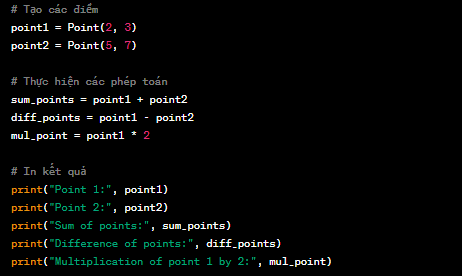 # Tạo các điểm
point1 = Point(2, 3)
point2 = Point(5, 7)
# Thực hiện các phép toán
sum_points = point1 + point2
diff_points = point1 - point2
mul_point = point1 * 2
# In kết quả
print("Point 1:", point1)
print("Point 2:", point2)
print("Sum of points:", sum_points)
print("Difference of points:", diff_points)
print("Multiplication of point 1 by 2:", mul_point)